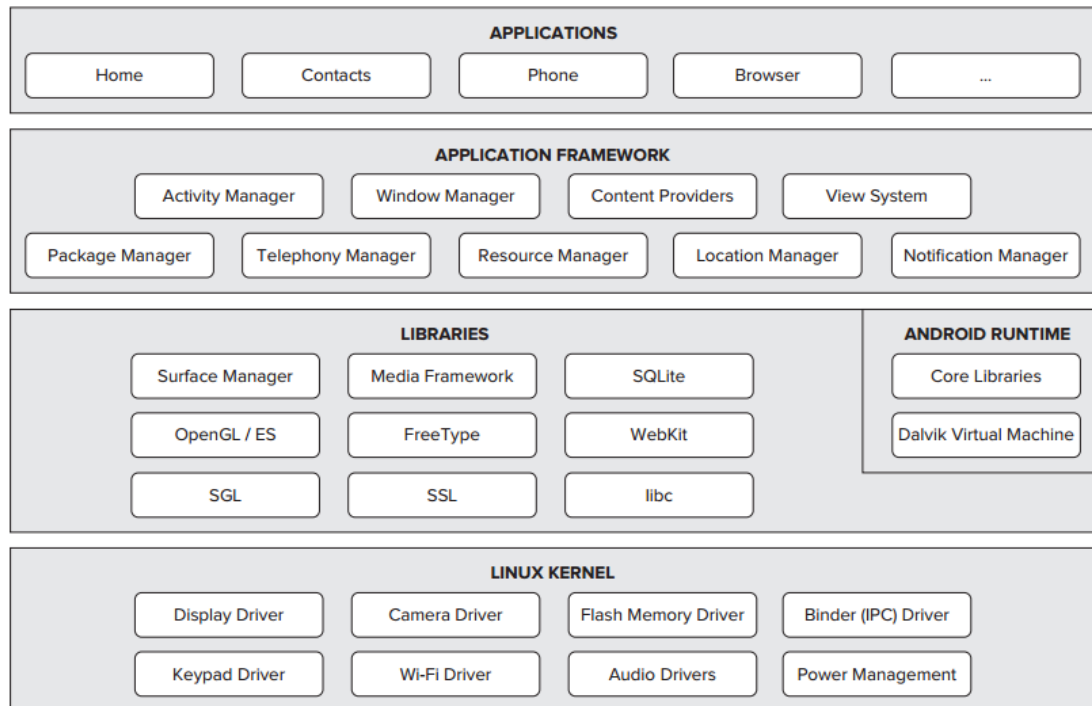 APPLICATIONS
Home
Contacts
Phone
Browser
...
APPLICATION FRAMEWORK
Activity Manager
Window Manager
Content Providers
View System
Package Manager
Telephony Manager
Resource Manager
Location Manager
Notification Manager
LIBRARIES
Surface Manager
Media Framework
SQLite
OpenGL / ES
FreeType
WebKit
SGL
SSL
libc
ANDROID RUNTIME
Core Libraries
Dalvik Virtual Machine
LINUX KERNEL
Display Driver
Camera Driver
Flash Memory Driver
Binder (IPC) Driver
Keypad Driver
Wi-Fi Driver
Audio Drivers
Power Management